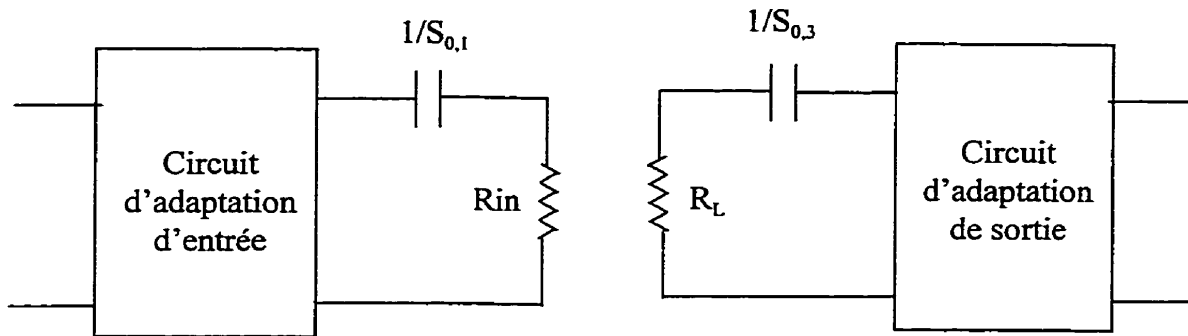 1/S0,1
1/S0,3
Circuit
d'adaptation
d'entrée
Rin
RL
Circuit
d'adaptation
de sortie